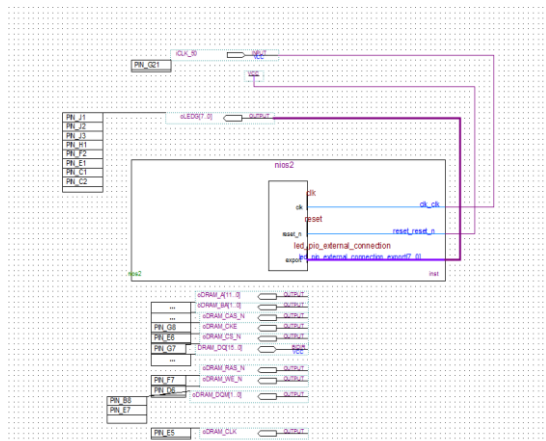 iCLK_50
INPUT
VCC
PIN_G21
VCC
oLEDG[7..0]
OUTPUT
PIN_J1
PIN_J2
PIN_J3
PIN_H1
PIN_F2
PIN_E1
PIN_C1
PIN_C2
nios2
clk
clk
clk_clk
reset
reset_n
reset_reset_n
led_pio_external_connection
export
led_pio_external_connection_export[7..0]
nios2
inst
oDRAM_A[11..0]
OUTPUT
oDRAM_BA[1..0]
OUTPUT
...
oDRAM_CAS_N
OUTPUT
...
oDRAM_CKE
OUTPUT
PIN_G8
oDRAM_CS_N
OUTPUT
PIN_E6
DRAM_DQ[15..0]
BIDIR
VCC
PIN_G7
...
oDRAM_RAS_N
OUTPUT
PIN_F7
oDRAM_WE_N
OUTPUT
PIN_D6
oDRAM_DQM[1..0]
OUTPUT
PIN_B8
PIN_E7
PIN_E5
oDRAM_CLK
OUTPUT